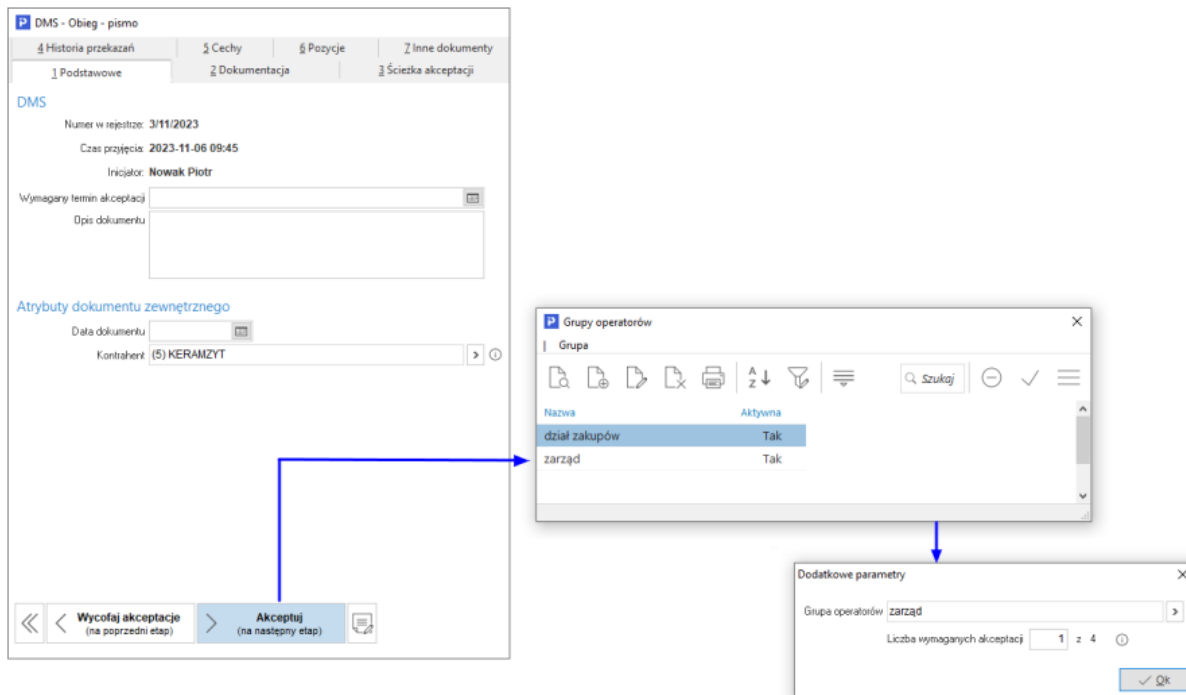 DMS - Obieg - pismo
4 Historia przekazań 5 Cechy 6 Pozycje 7 Inne dokumenty
1 Podstawowe 2 Dokumentacja 3 Ścieżka akceptacji
DMS
Numer w rejestrze: 3/11/2023
Czas przyjęcia: 2023-11-06 09:45
Inicjator: Nowak Piotr
Wymagany termin akceptacji
Opis dokumentu
Atrybuty dokumentu zewnętrznego
Data dokumentu
Kontrahent (5) KERAMZYT
Wycofaj akceptacje
(na poprzedni etap)
Akceptuj
(na następny etap)
Grupy operatorów
Grupa
Szukaj
Nazwa Aktywna
dział zakupów Tak
zarząd Tak
Dodatkowe parametry
Grupa operatorów zarząd
Liczba wymaganych akceptacji 1 z 4
Ok